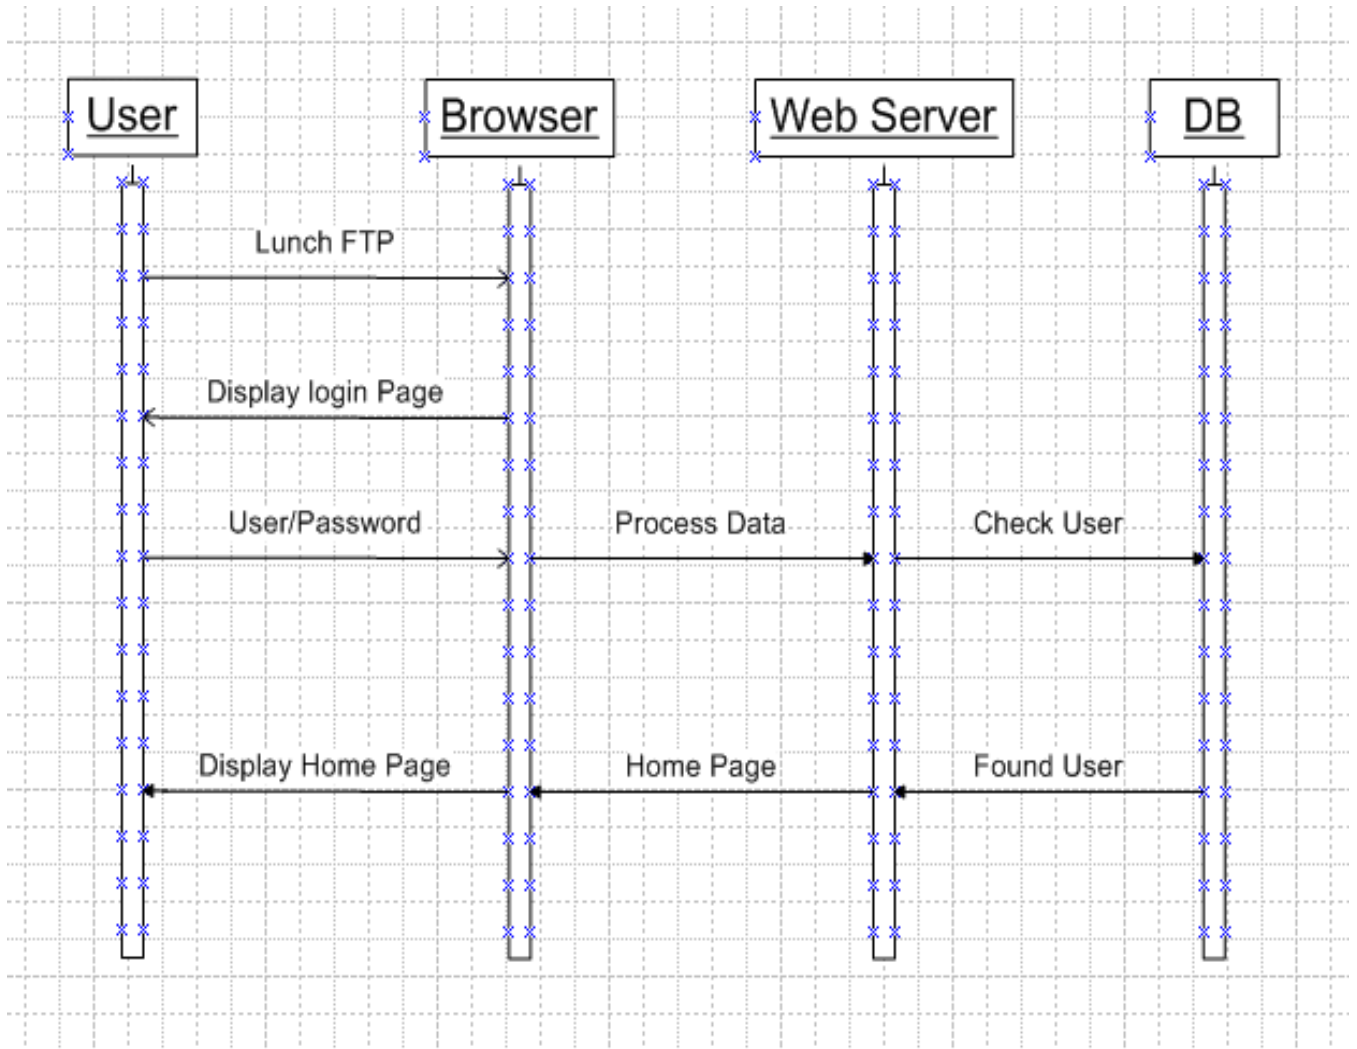 User
Browser
Web Server
DB
Lunch FTP
Display login Page
User/Password
Process Data
Check User
Display Home Page
Home Page
Found User